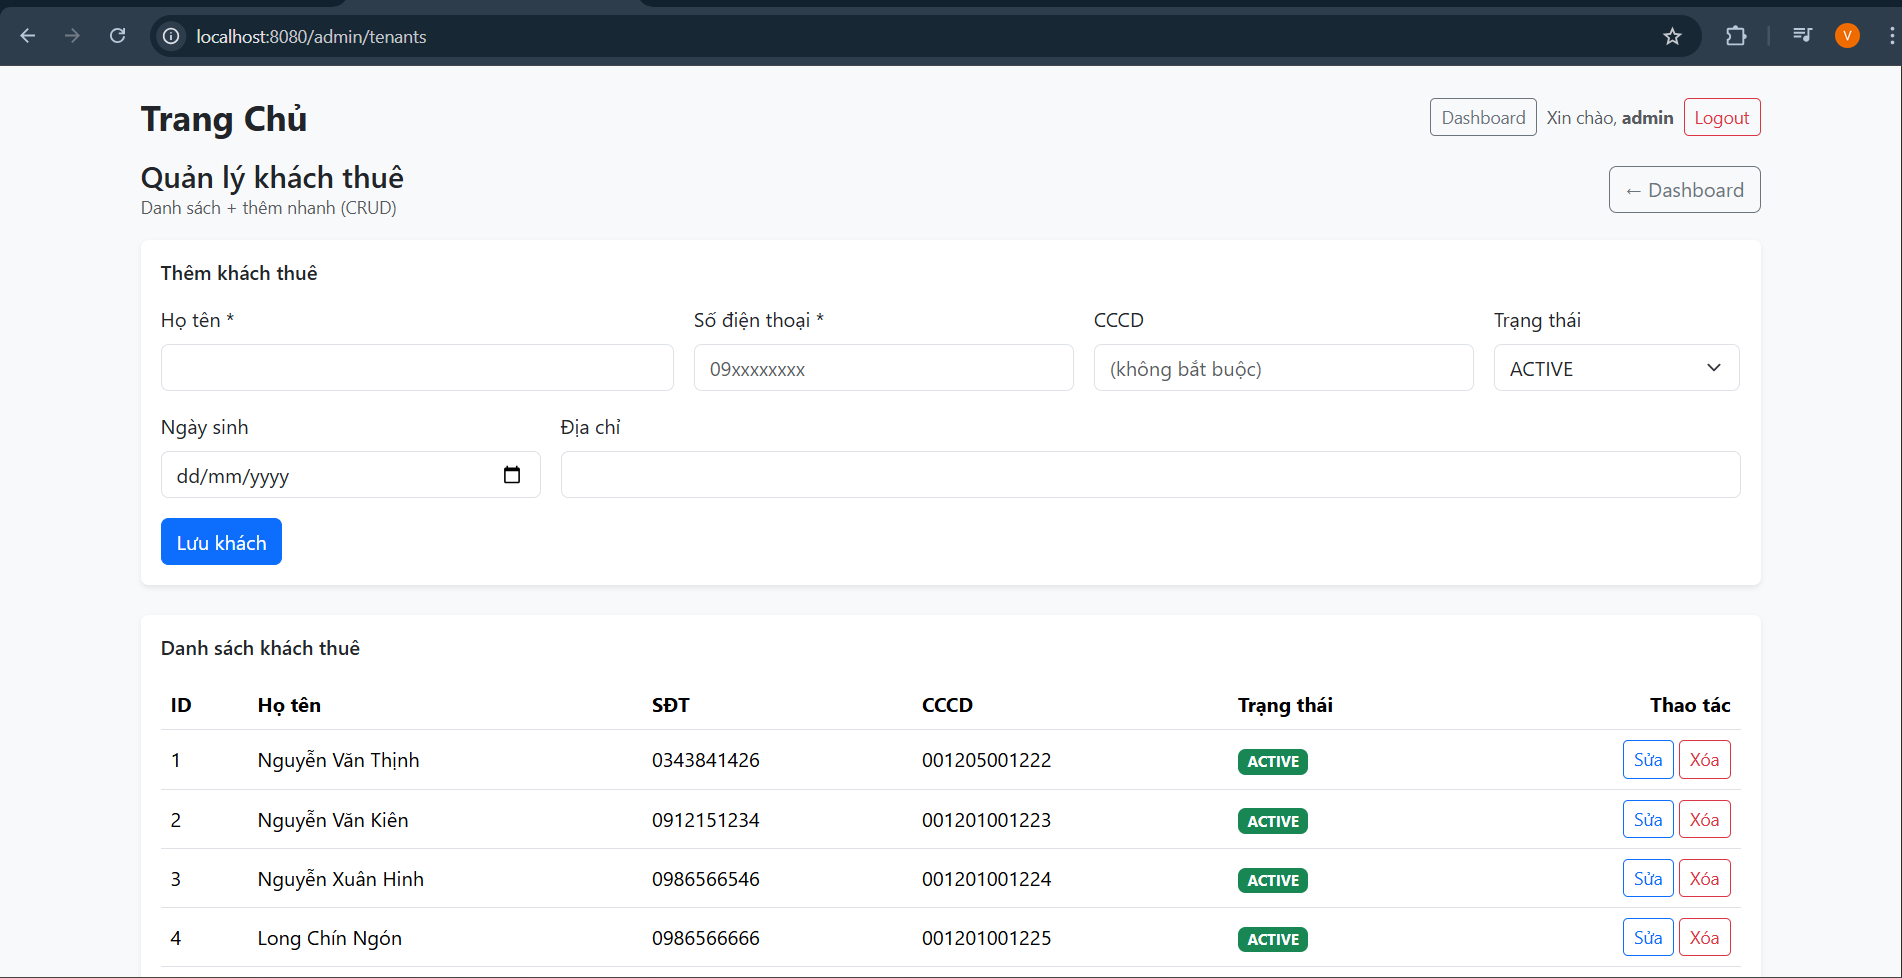 localhost:8080/admin/tenants
V
Trang Chủ
Dashboard Xin chào, admin Logout
Quản lý khách thuê
Danh sách + thêm nhanh (CRUD)
← Dashboard
Thêm khách thuê
Họ tên * Số điện thoại * CCCD Trạng thái
09xxxxxxxx (không bắt buộc) ACTIVE
Ngày sinh Địa chỉ
dd/mm/yyyy
Lưu khách
Danh sách khách thuê
ID Họ tên SĐT CCCD Trạng thái Thao tác
1 Nguyễn Văn Thịnh 0343841426 001205001222 ACTIVE Sửa Xóa
2 Nguyễn Văn Kiên 0912151234 001201001223 ACTIVE Sửa Xóa
3 Nguyễn Xuân Hinh 0986566546 001201001224 ACTIVE Sửa Xóa
4 Long Chín Ngón 0986566666 001201001225 ACTIVE Sửa Xóa